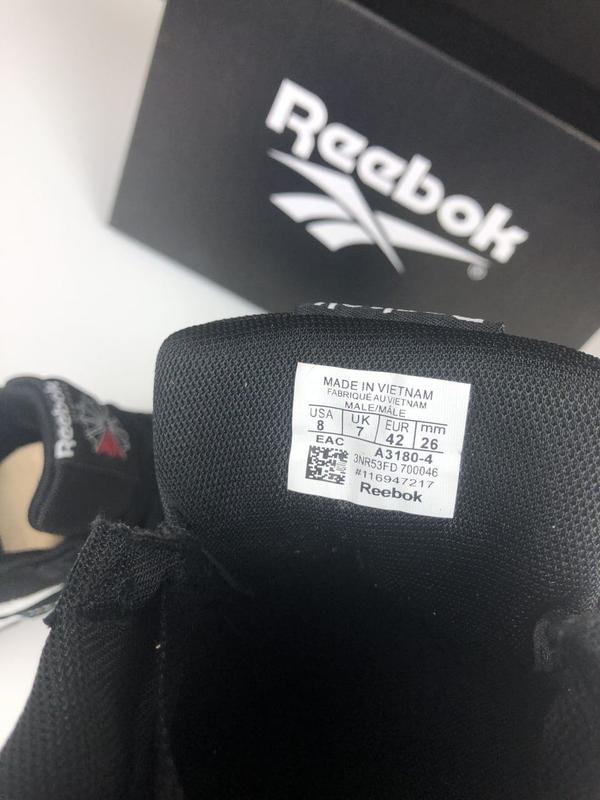 Reebok
®
Reebok
MADE IN VIETNAM
FABRIQUÉ AU VIETNAM
MALE/MÂLE
USA UK EUR mm
8 7 42 26
EAC A3180-4
3NR53FD 700046
#116947217
Reebok